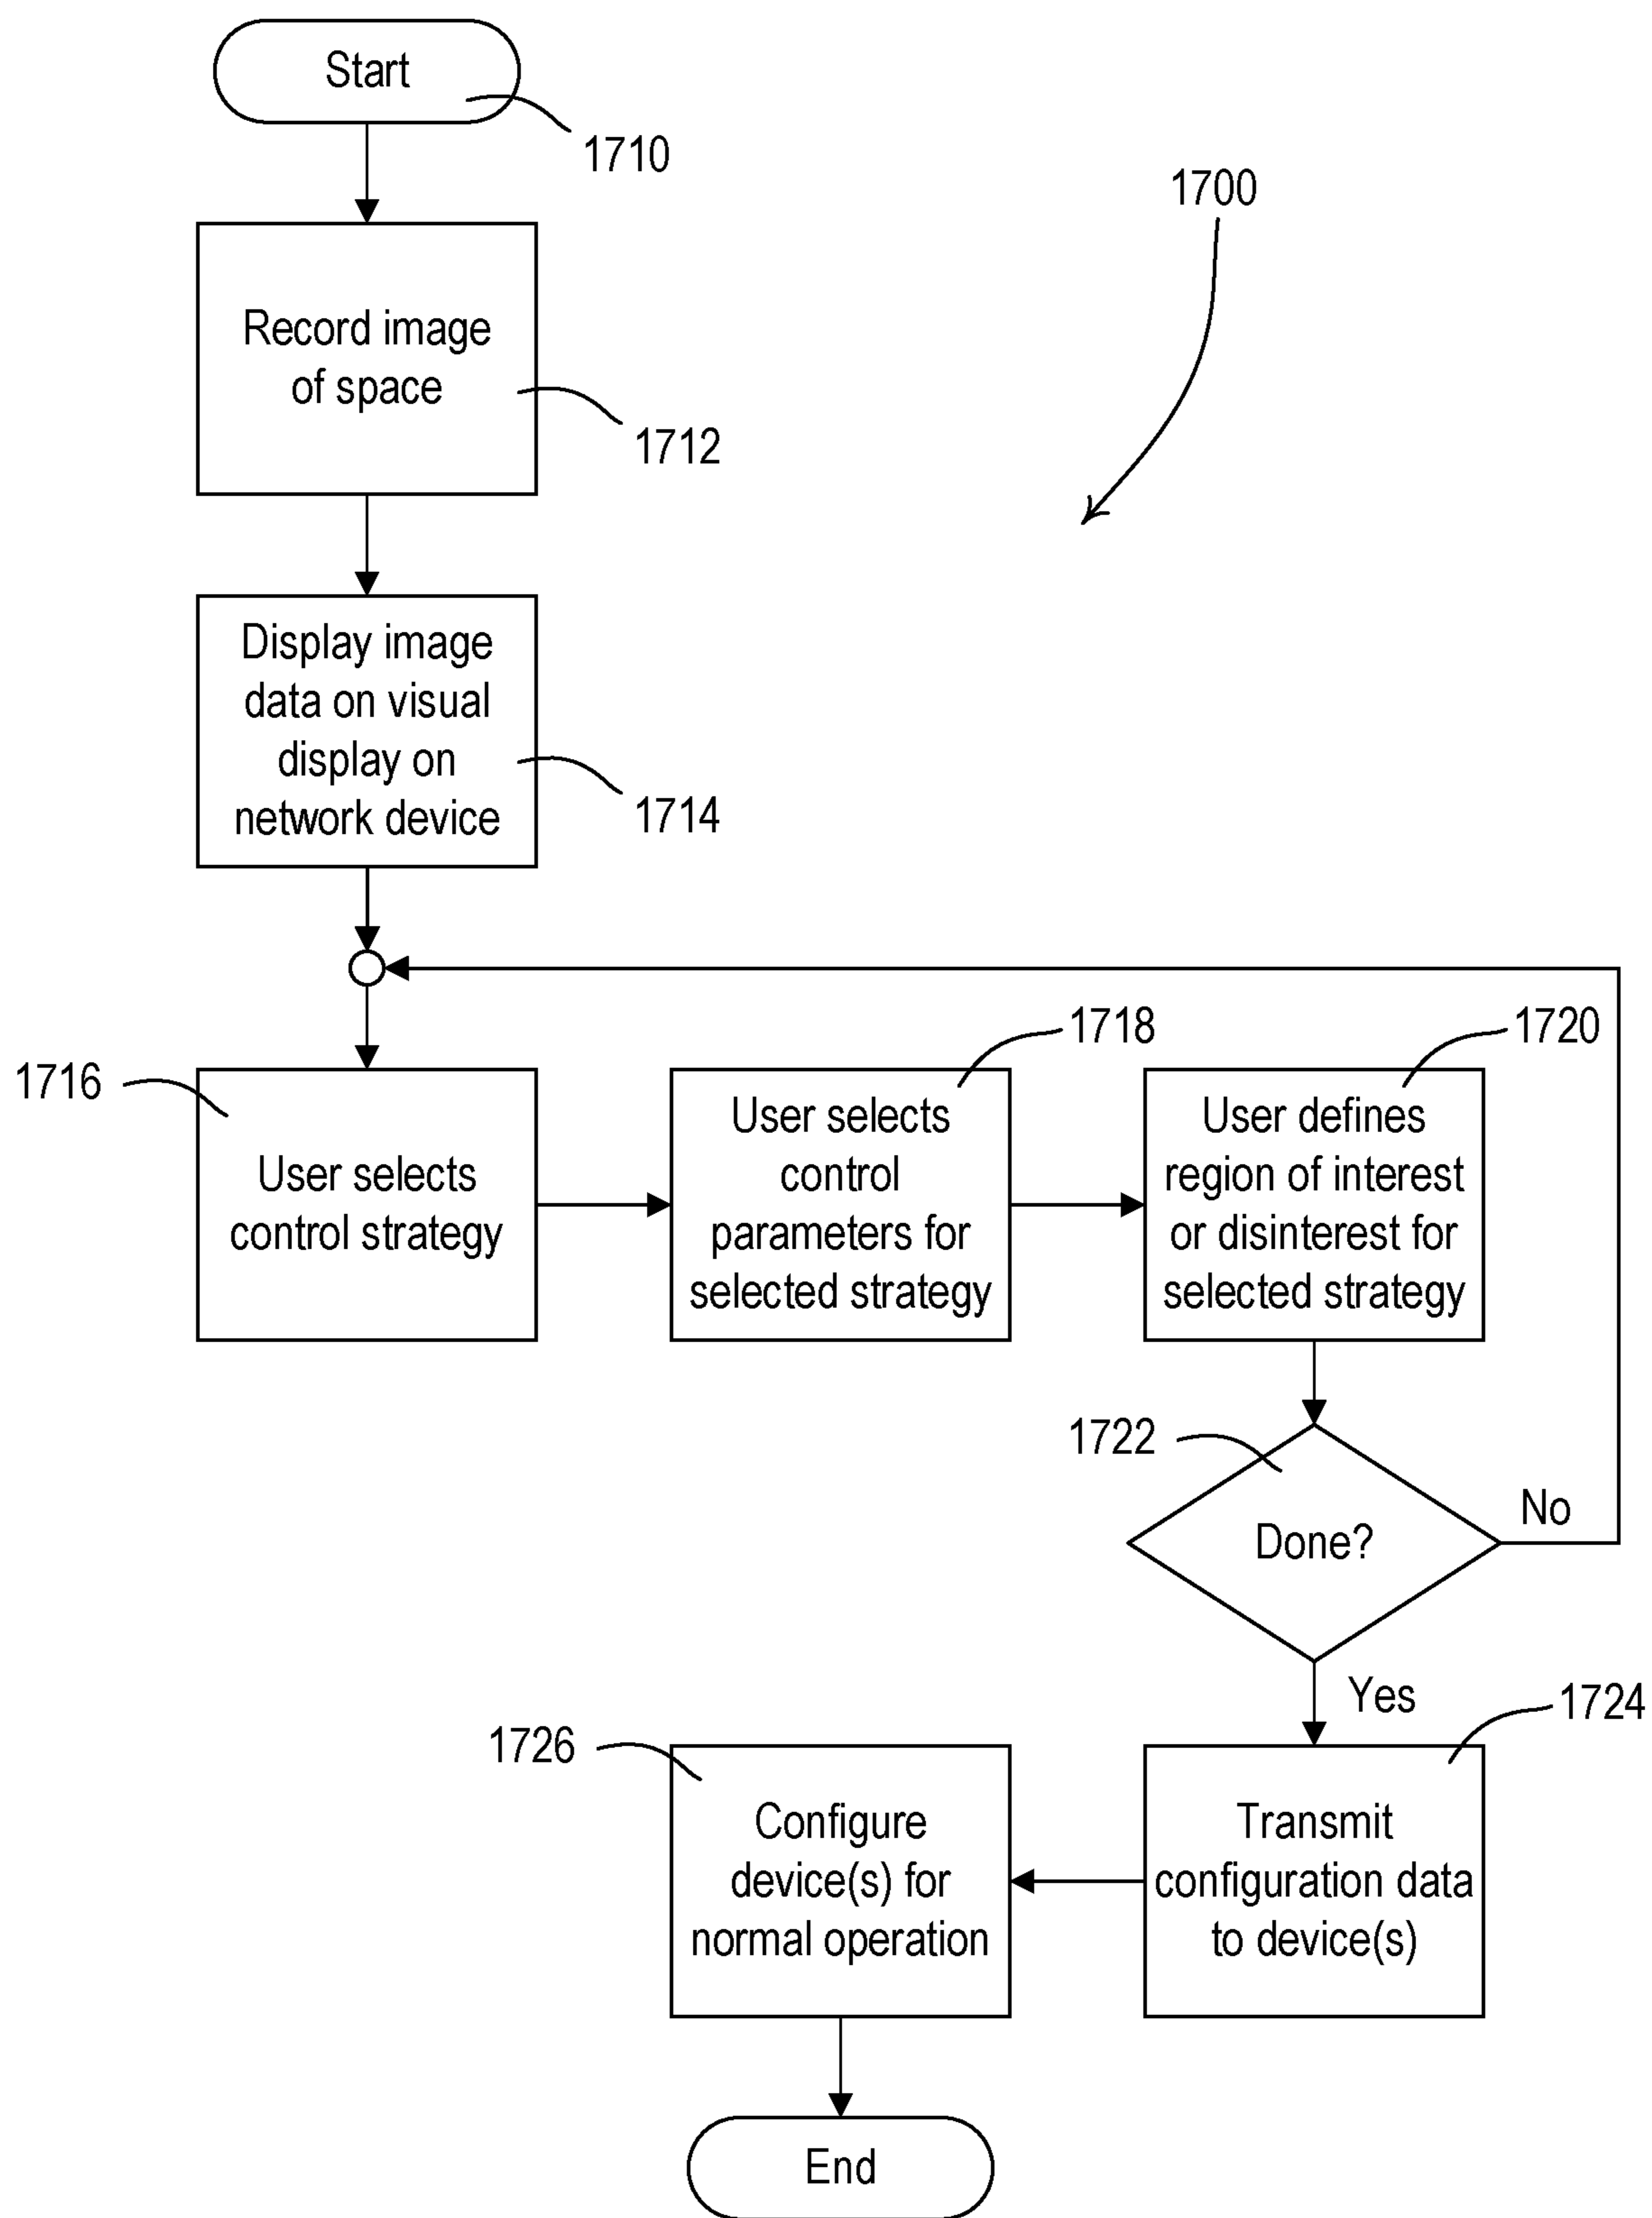 Start
1710
1700
Record image
of space
1712
Display image
data on visual
display on
network device
1714
1716
User selects
control strategy
1718
User selects
control
parameters for
selected strategy
1720
User defines
region of interest
or disinterest for
selected strategy
1722
Done?
No
Yes
1724
Transmit
configuration data
to device(s)
1726
Configure
device(s) for
normal operation
End